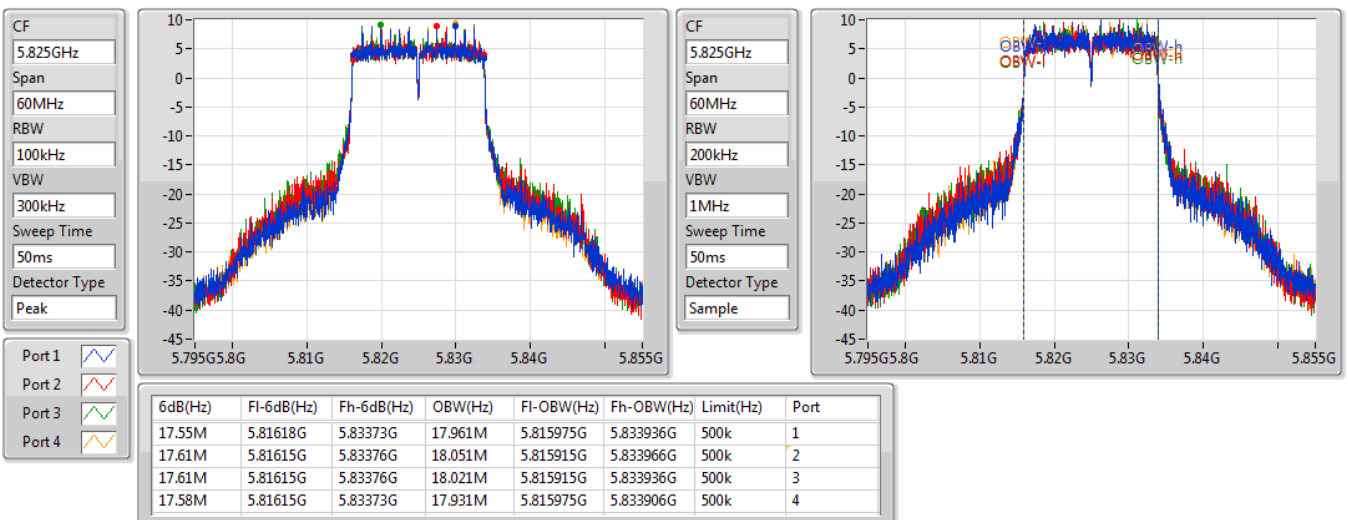 CF
5.825GHz
Span
60MHz
RBW
100kHz
VBW
300kHz
Sweep Time
50ms
Detector Type
Peak
10
5
0
-5
-10
-15
-20
-25
-30
-35
-40
-45
5.795G 5.8G 5.81G 5.82G 5.83G 5.84G 5.855G
CF
5.825GHz
Span
60MHz
RBW
200kHz
VBW
1MHz
Sweep Time
50ms
Detector Type
Sample
10
5
0
-5
-10
-15
-20
-25
-30
-35
-40
-45
OBW-h
OBW-l OBW-h
5.795G 5.8G 5.81G 5.82G 5.83G 5.84G 5.855G
Port 1
Port 2
Port 3
Port 4
6dB(Hz) Fl-6dB(Hz) Fh-6dB(Hz) OBW(Hz) Fl-OBW(Hz) Fh-OBW(Hz) Limit(Hz) Port
17.55M 5.81618G 5.83373G 17.961M 5.815975G 5.833936G 500k 1
17.61M 5.81615G 5.83376G 18.051M 5.815915G 5.833966G 500k 2
17.61M 5.81615G 5.83376G 18.021M 5.815915G 5.833936G 500k 3
17.58M 5.81615G 5.83373G 17.931M 5.815975G 5.833906G 500k 4